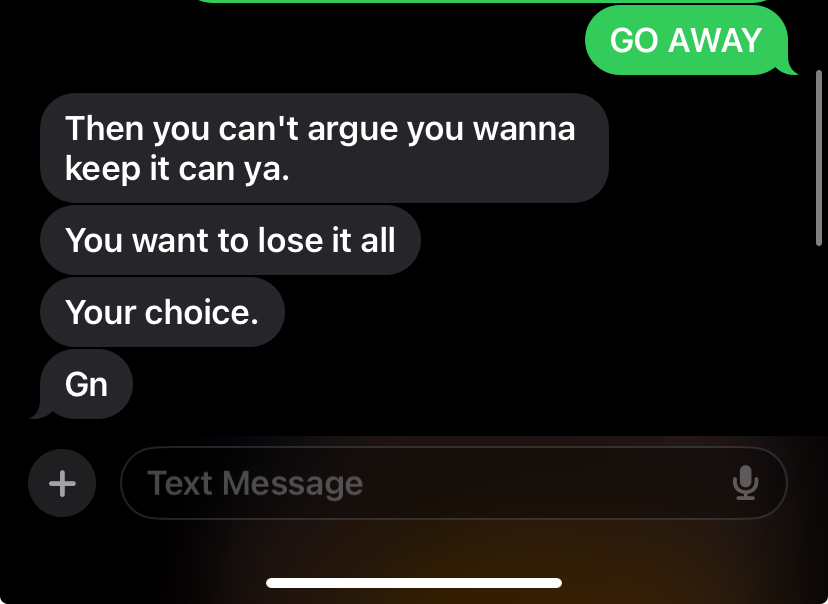 GO AWAY
Then you can't argue you wanna
keep it can ya.
You want to lose it all
Your choice.
Gn
Text Message